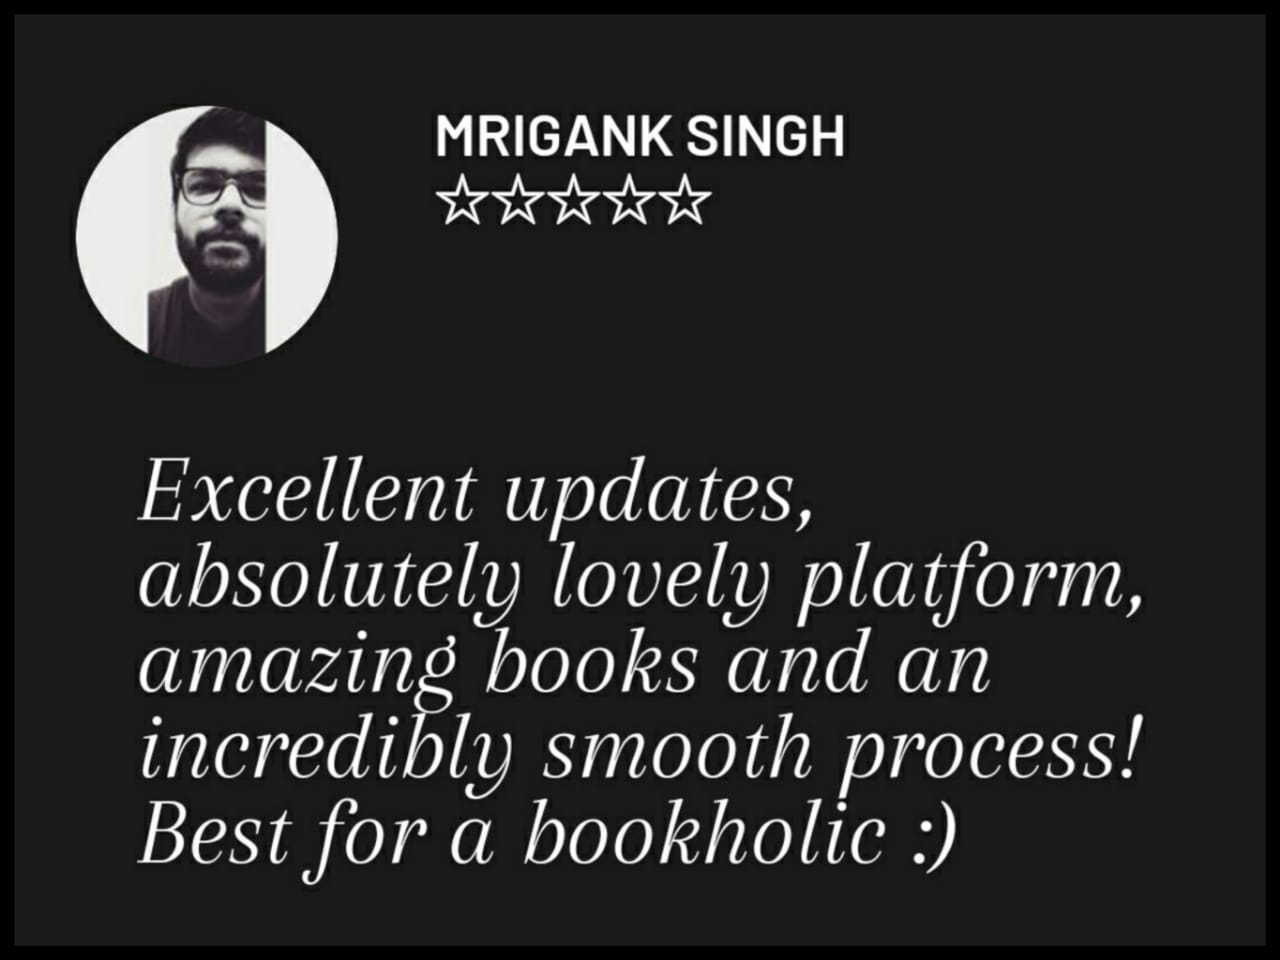 MRIGANK SINGH
☆☆☆☆☆
Excellent updates,
absolutely lovely platform,
amazing books and an
incredibly smooth process!
Best for a bookholic :)